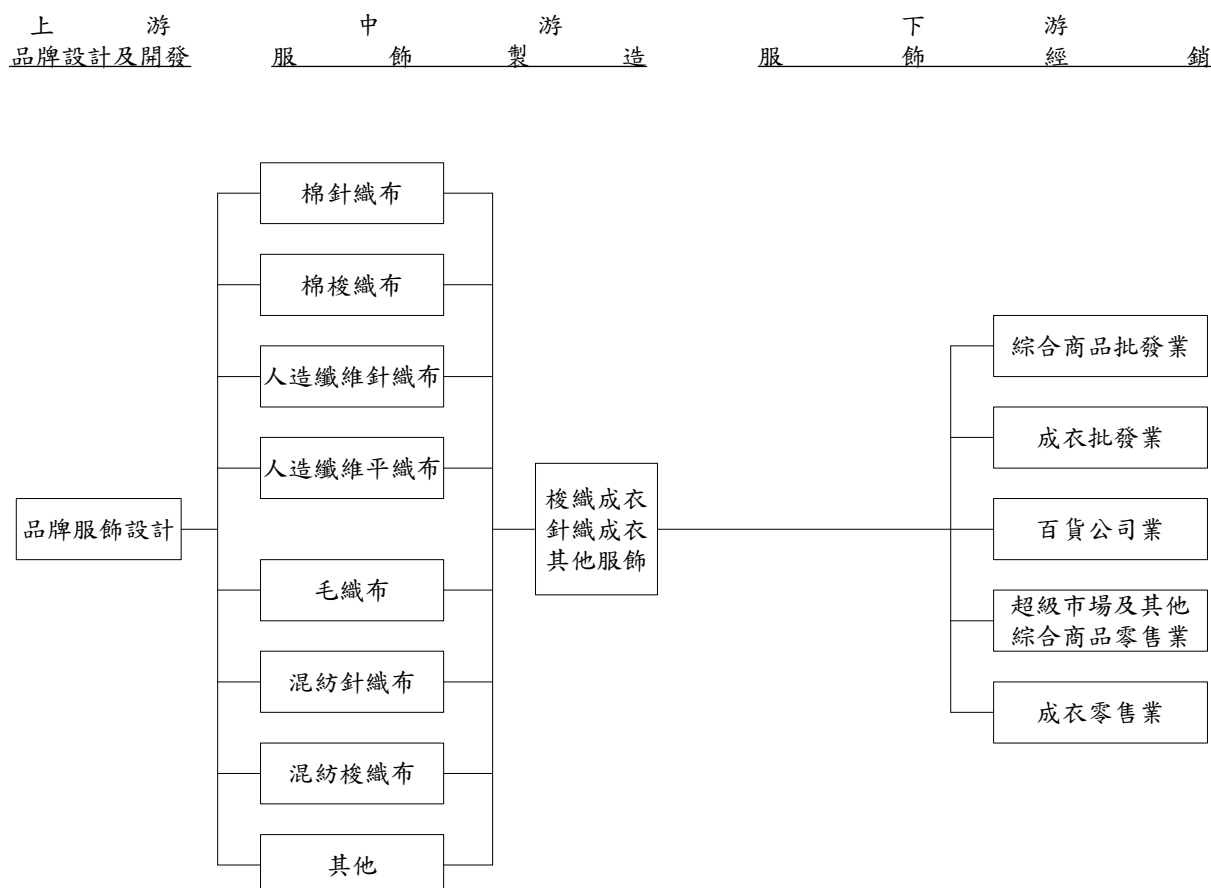 上游
品牌設計及開發
中游
服飾製造
下游
服飾經銷
品牌服飾設計
棉針織布
棉梭織布
人造纖維針織布
人造纖維平織布
毛織布
混紡針織布
混紡梭織布
其他
梭織成衣
針織成衣
其他服飾
綜合商品批發業
成衣批發業
百貨公司業
超級市場及其他
綜合商品零售業
成衣零售業